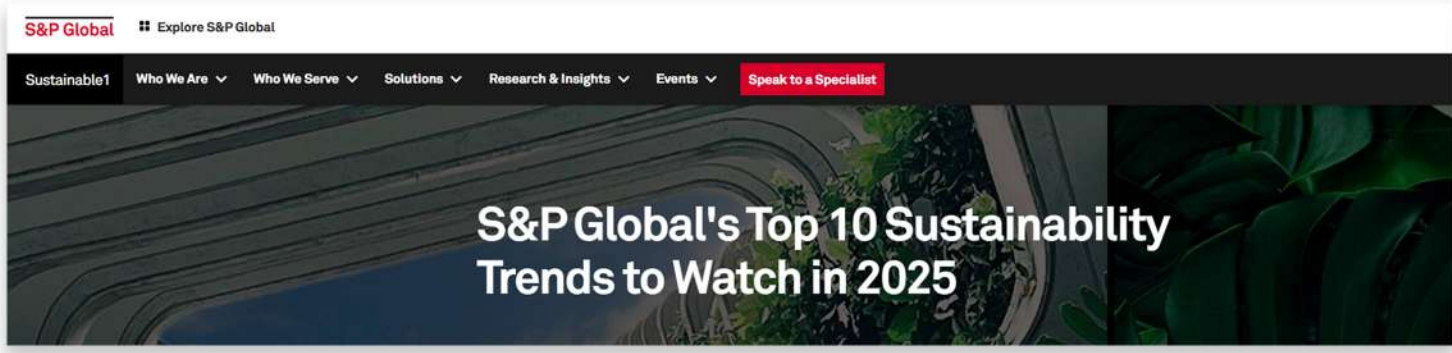 S&P Global
Explore S&P Global
Sustainable1
Who We Are
Who We Serve
Solutions
Research & Insights
Events
Speak to a Specialist
S&P Global's Top 10 Sustainability
Trends to Watch in 2025